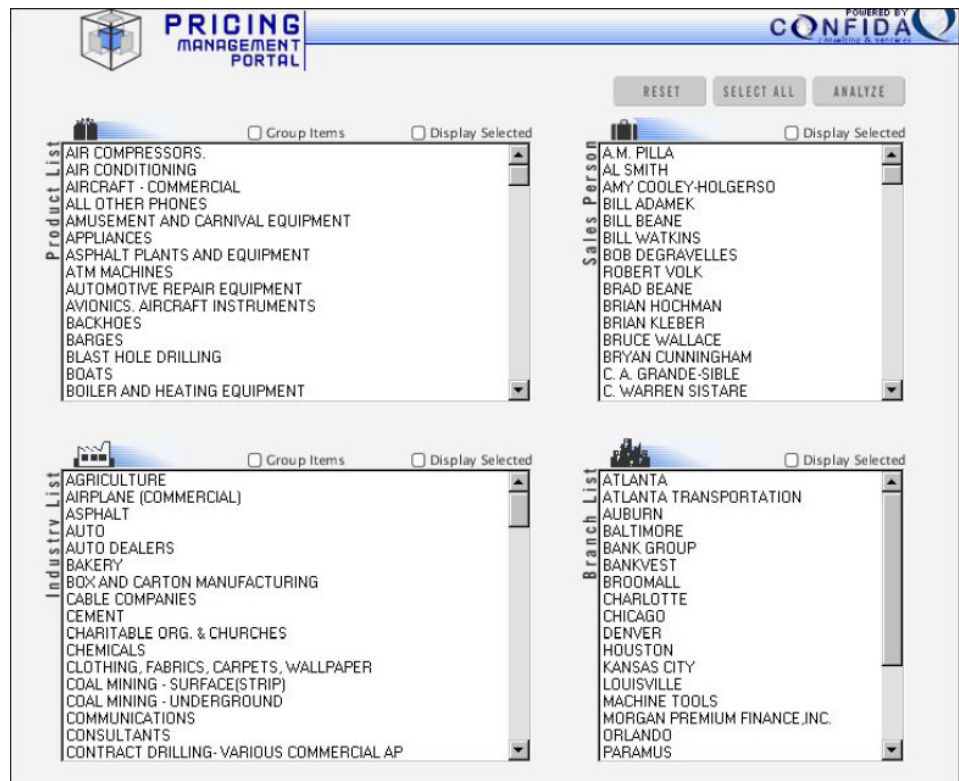 PRICING
MANAGEMENT
PORTAL
POWERED BY
CONFIDA
consulting & ventures
RESET
SELECT ALL
ANALYZE
Group Items
Display Selected
Product List
AIR COMPRESSORS.
AIR CONDITIONING
AIRCRAFT - COMMERCIAL
ALL OTHER PHONES
AMUSEMENT AND CARNIVAL EQUIPMENT
APPLIANCES
ASPHALT PLANTS AND EQUIPMENT
ATM MACHINES
AUTOMOTIVE REPAIR EQUIPMENT
AVIONICS. AIRCRAFT INSTRUMENTS
BACKHOES
BARGES
BLAST HOLE DRILLING
BOATS
BOILER AND HEATING EQUIPMENT
Display Selected
Sales Person
A.M. PILLA
AL SMITH
AMY COOLEY-HOLGERSO
BILL ADAMEK
BILL BEANE
BILL WATKINS
BOB DEGRAVELLES
ROBERT VOLK
BRAD BEANE
BRIAN HOCHMAN
BRIAN KLEBER
BRUCE WALLACE
BRYAN CUNNINGHAM
C. A. GRANDE-SIBLE
C. WARREN SISTARE
Group Items
Display Selected
Industry List
AGRICULTURE
AIRPLANE (COMMERCIAL)
ASPHALT
AUTO
AUTO DEALERS
BAKERY
BOX AND CARTON MANUFACTURING
CABLE COMPANIES
CEMENT
CHARITABLE ORG. & CHURCHES
CHEMICALS
CLOTHING, FABRICS, CARPETS, WALLPAPER
COAL MINING - SURFACE(STRIP)
COAL MINING - UNDERGROUND
COMMUNICATIONS
CONSULTANTS
CONTRACT DRILLING- VARIOUS COMMERCIAL AP
Display Selected
Branch List
ATLANTA
ATLANTA TRANSPORTATION
AUBURN
BALTIMORE
BANK GROUP
BANKVEST
BROOMALL
CHARLOTTE
CHICAGO
DENVER
HOUSTON
KANSAS CITY
LOUISVILLE
MACHINE TOOLS
MORGAN PREMIUM FINANCE,INC.
ORLANDO
PARAMUS